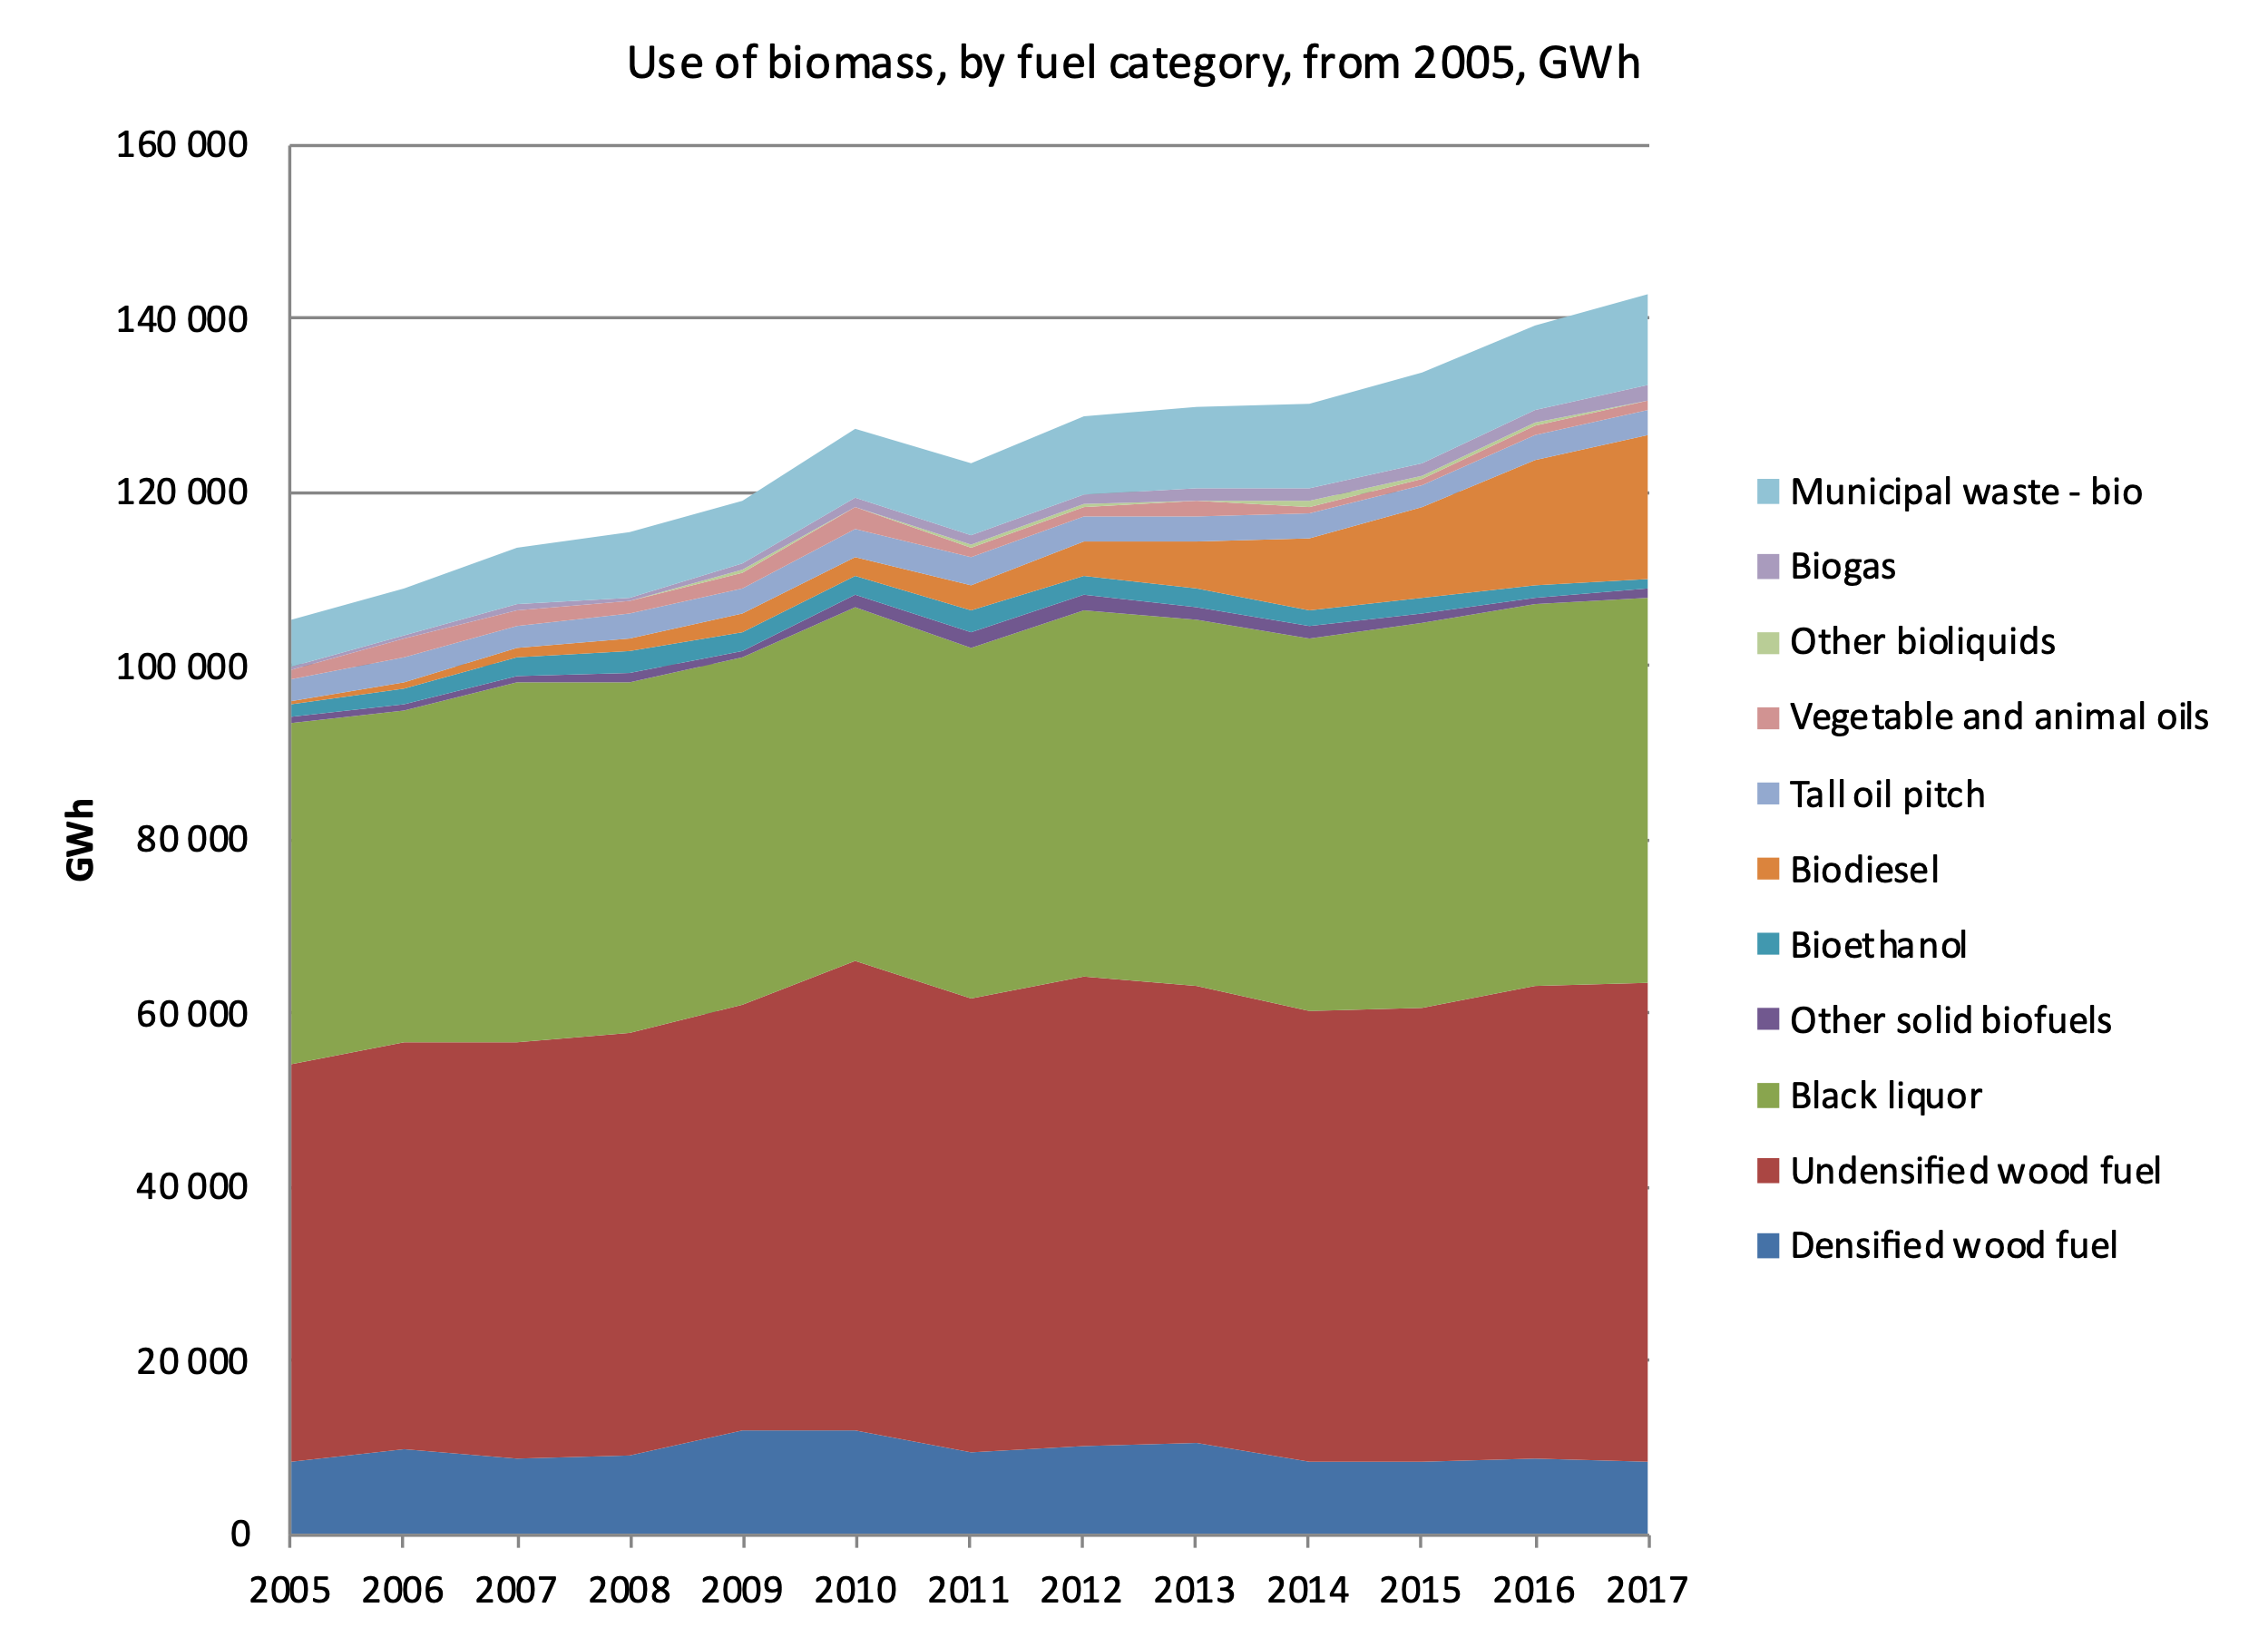 Use of biomass, by fuel category, from 2005, GWh
160 000
140 000
120 000
100 000
80 000
60 000
40 000
20 000
0
GWh
2005 2006 2007 2008 2009 2010 2011 2012 2013 2014 2015 2016 2017
Municipal waste - bio
Biogas
Other bioliquids
Vegetable and animal oils
Tall oil pitch
Biodiesel
Bioethanol
Other solid biofuels
Black liquor
Undensified wood fuel
Densified wood fuel